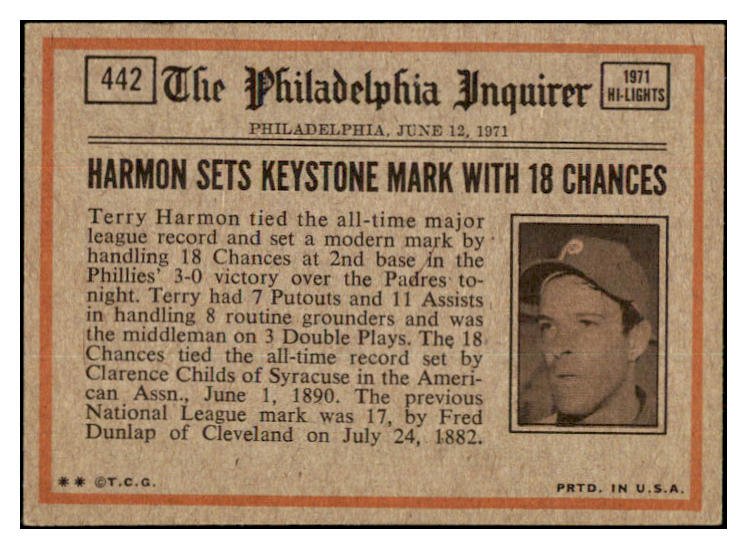 442
The Philadelphia Inquirer
1971
HI-LIGHTS
PHILADELPHIA, JUNE 12, 1971
HARMON SETS KEYSTONE MARK WITH 18 CHANCES
Terry Harmon tied the all-time major
league record and set a modern mark by
handling 18 Chances at 2nd base in the
Phillies' 3-0 victory over the Padres to-
night. Terry had 7 Putouts and 11 Assists
in handling 8 routine grounders and was
the middleman on 3 Double Plays. The 18
Chances tied the all-time record set by
Clarence Childs of Syracuse in the Ameri-
can Assn., June 1, 1890. The previous
National League mark was 17, by Fred
Dunlap of Cleveland on July 24, 1882.
P
** ©T.C.G.
PRTD. IN U.S.A.